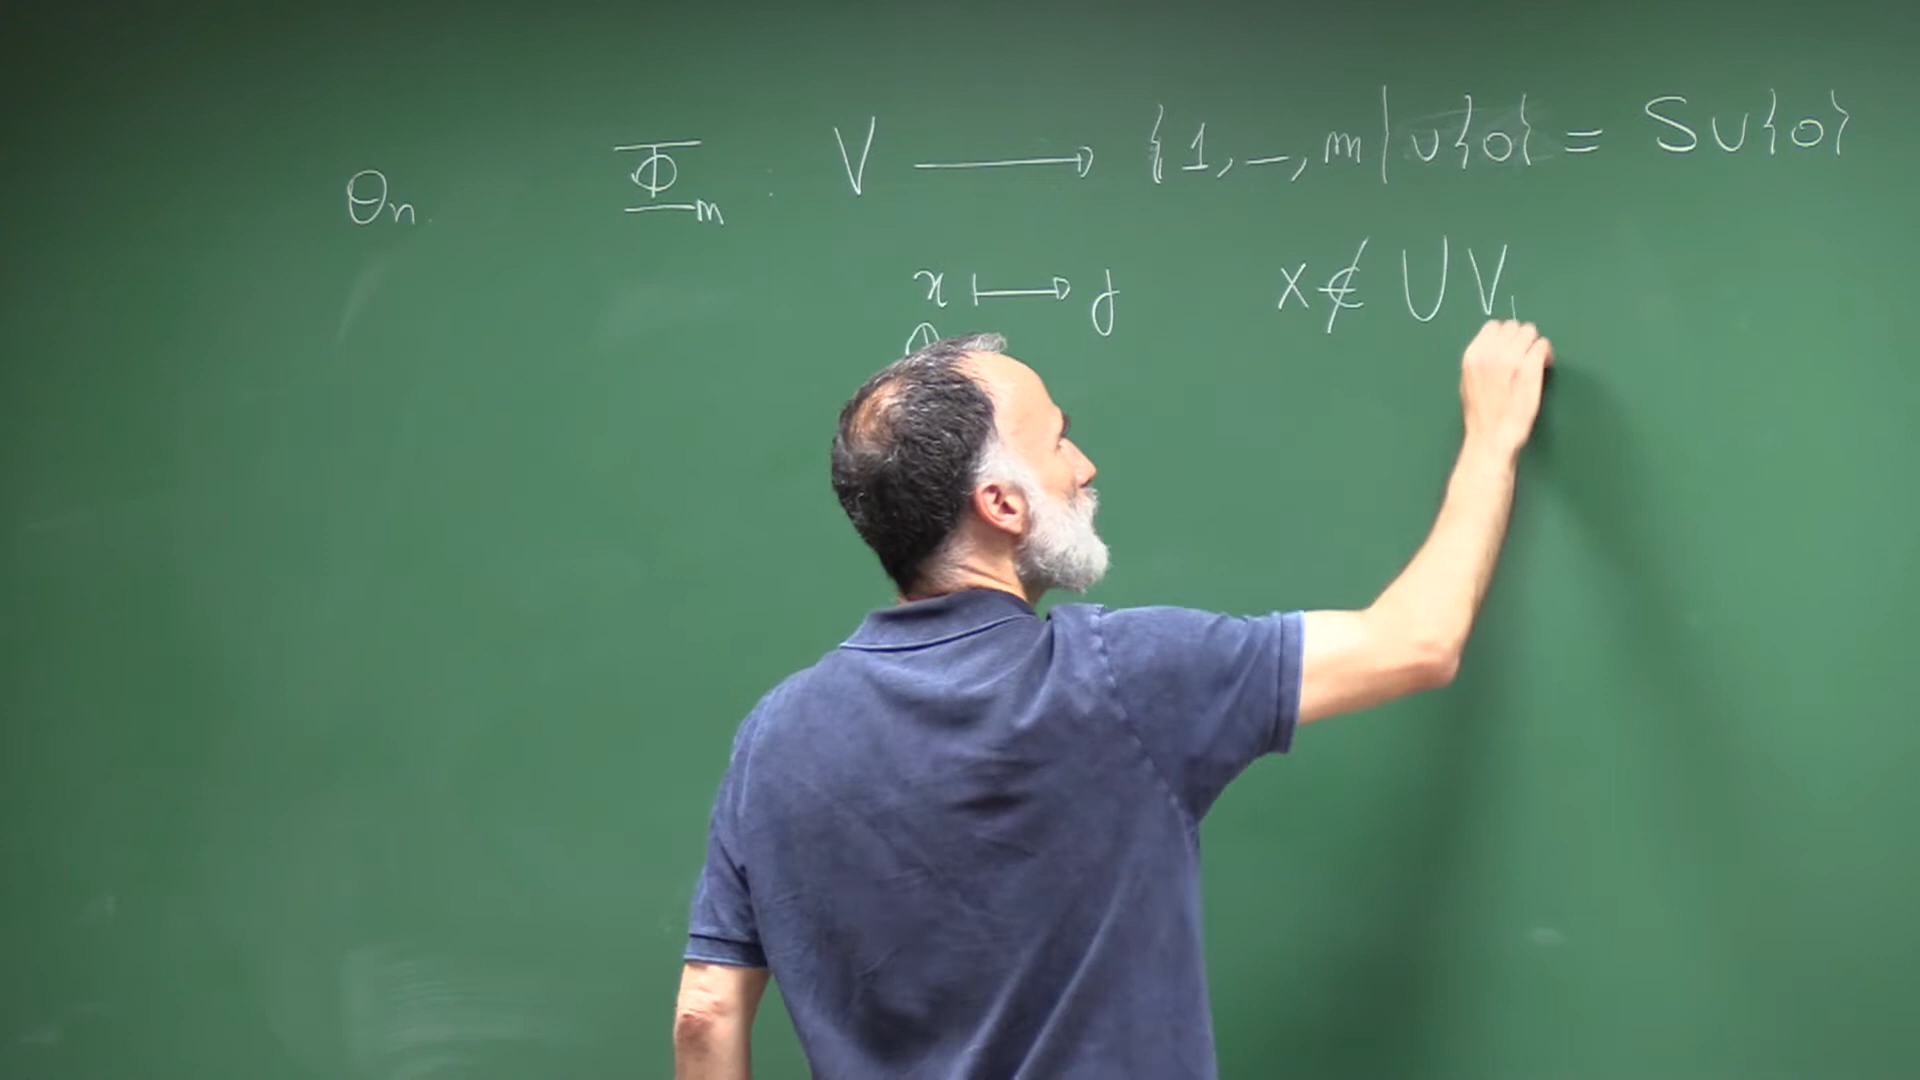 θn. Φm : V ⟶ {1,–,m}∪{0} = S∪{0}
x ⟼ j x ∉ ∪ V